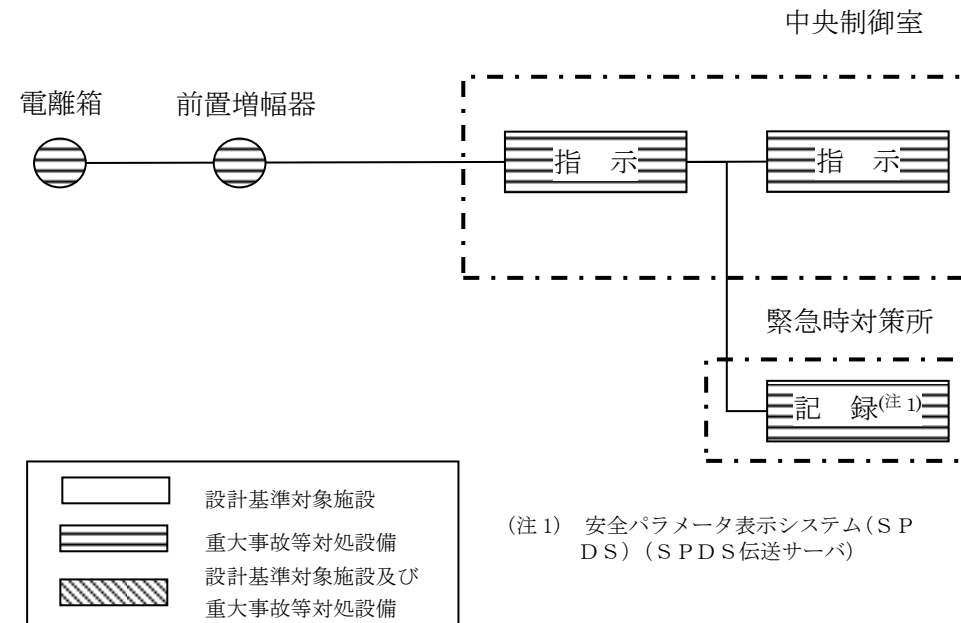 中央制御室
電離箱
前置増幅器
指　示
指　示
緊急時対策所
記　録(注 1)
設計基準対象施設
重大事故等対処設備
設計基準対象施設及び
重大事故等対処設備
(注 1)　安全パラメータ表示システム(ＳＰ
ＤＳ)（ＳＰＤＳ伝送サーバ）